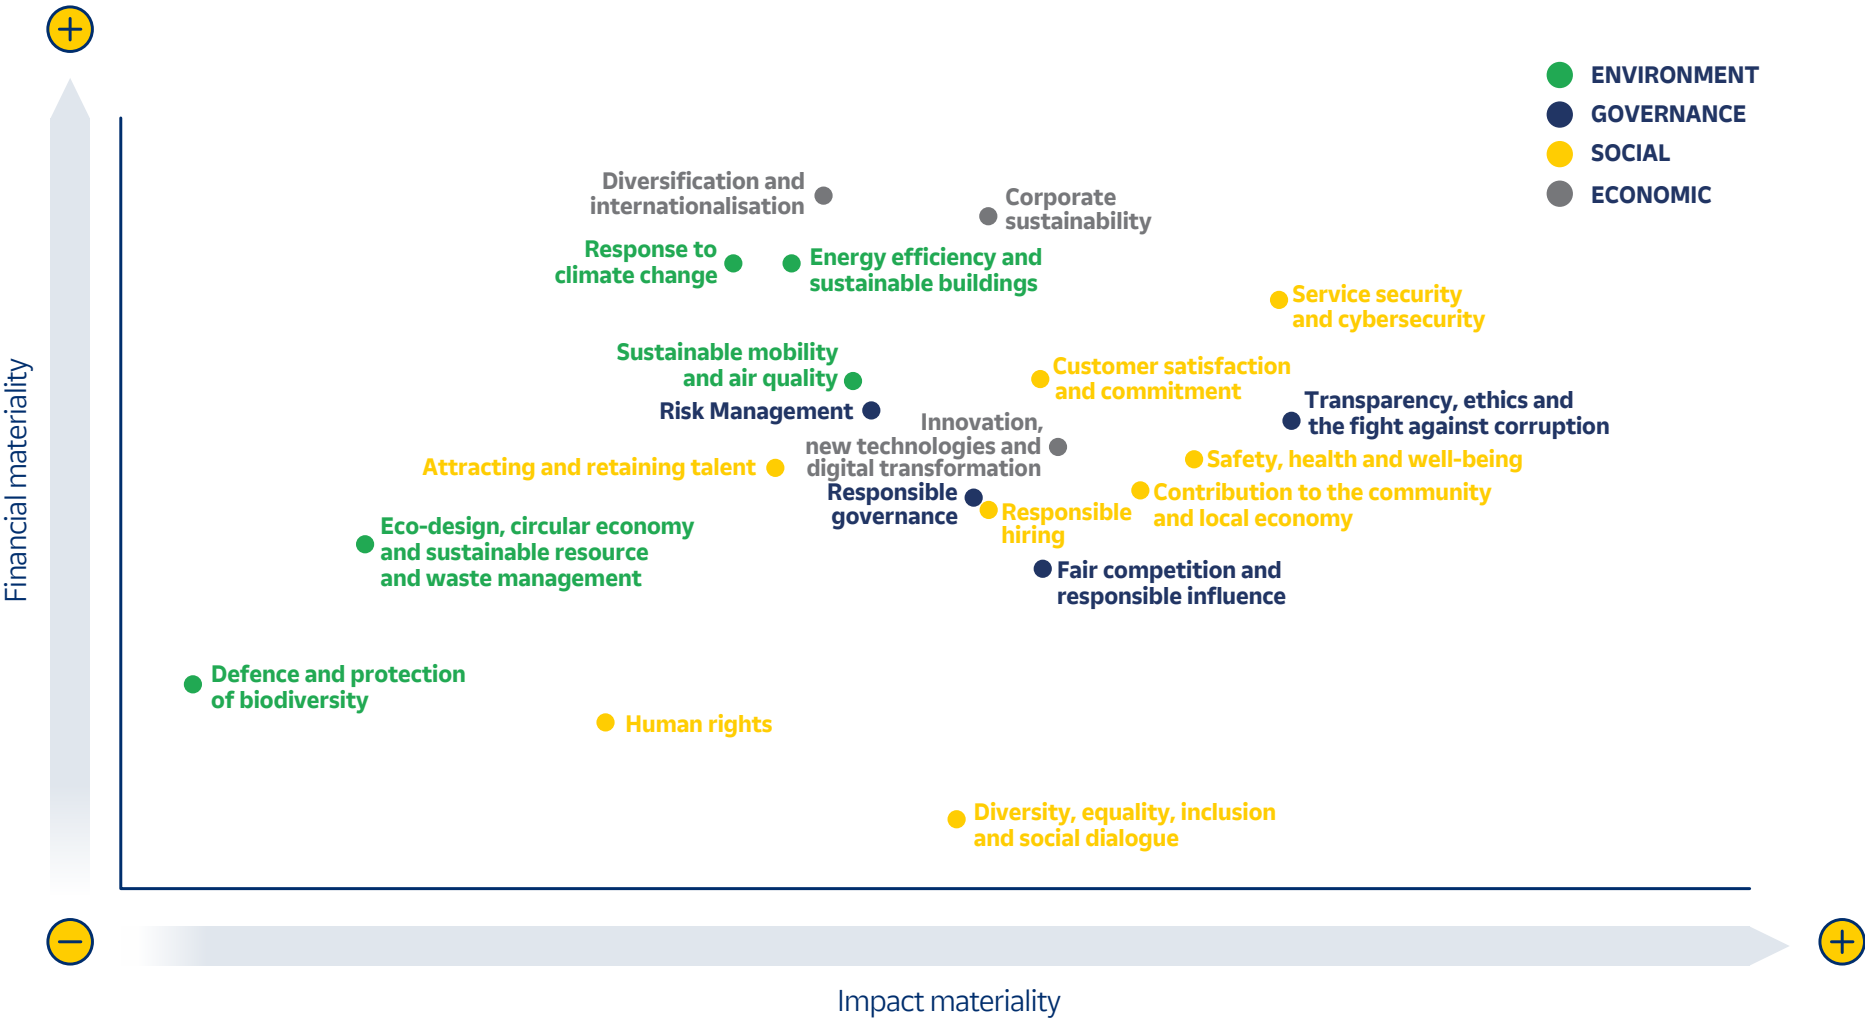 ENVIRONMENT
GOVERNANCE
SOCIAL
ECONOMIC
Financial materiality
Diversification and
internationalisation
Corporate
sustainability
Response to
climate change
Energy efficiency and
sustainable buildings
Service security
and cybersecurity
Sustainable mobility
and air quality
Customer satisfaction
and commitment
Risk Management
Transparency, ethics and
the fight against corruption
Innovation,
new technologies and
digital transformation
Attracting and retaining talent
Safety, health and well-being
Responsible
governance
Contribution to the community
and local economy
Responsible
hiring
Eco-design, circular economy
and sustainable resource
and waste management
Fair competition and
responsible influence
Defence and protection
of biodiversity
Human rights
Diversity, equality, inclusion
and social dialogue
Impact materiality